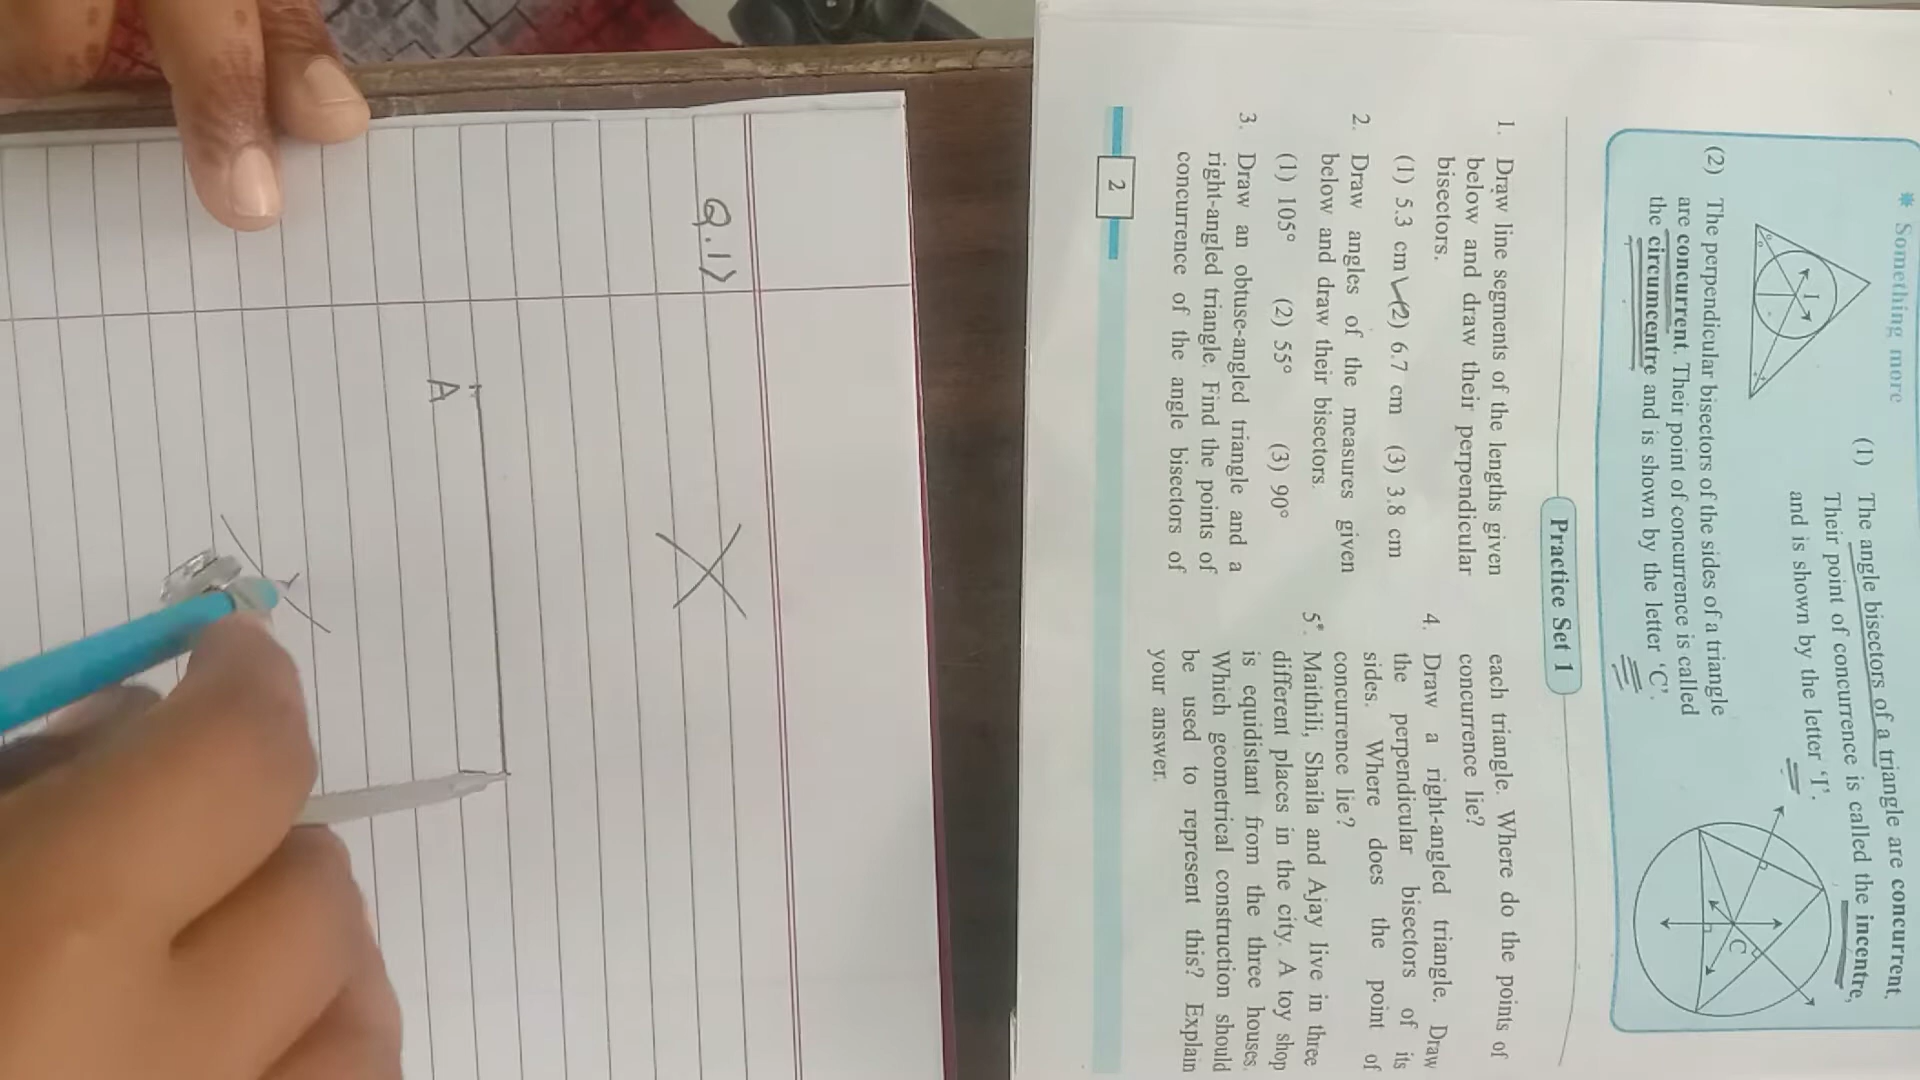 * Something more
(1) The angle bisectors of a triangle are concurrent.
Their point of concurrence is called the incentre,
and is shown by the letter ‘I’.
I
(2) The perpendicular bisectors of the sides of a triangle
are concurrent. Their point of concurrence is called
the circumcentre and is shown by the letter ‘C’.
C
Practice Set 1
1. Draw line segments of the lengths given
below and draw their perpendicular
bisectors.
(1) 5.3 cm (2) 6.7 cm (3) 3.8 cm
2. Draw angles of the measures given
below and draw their bisectors.
(1) 105° (2) 55° (3) 90°
3. Draw an obtuse-angled triangle and a
right-angled triangle. Find the points of
concurrence of the angle bisectors of
each triangle. Where do the points of
concurrence lie?
4. Draw a right-angled triangle. Draw
the perpendicular bisectors of its
sides. Where does the point of
concurrence lie?
5*. Maithili, Shaila and Ajay live in three
different places in the city. A toy shop
is equidistant from the three houses.
Which geometrical construction should
be used to represent this? Explain
your answer.
2
Q.1)
A